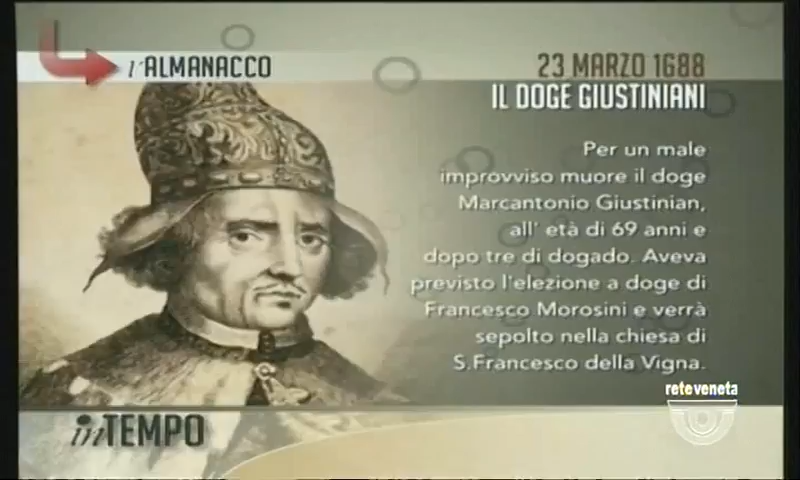 l'ALMANACCO
23 MARZO 1688
IL DOGE GIUSTINIANI
Per un male
improvviso muore il doge
Marcantonio Giustinian,
all' età di 69 anni e
dopo tre di dogado. Aveva
previsto l'elezione a doge di
Francesco Morosini e verrà
sepolto nella chiesa di
S.Francesco della Vigna.
reteveneta
inTEMPO